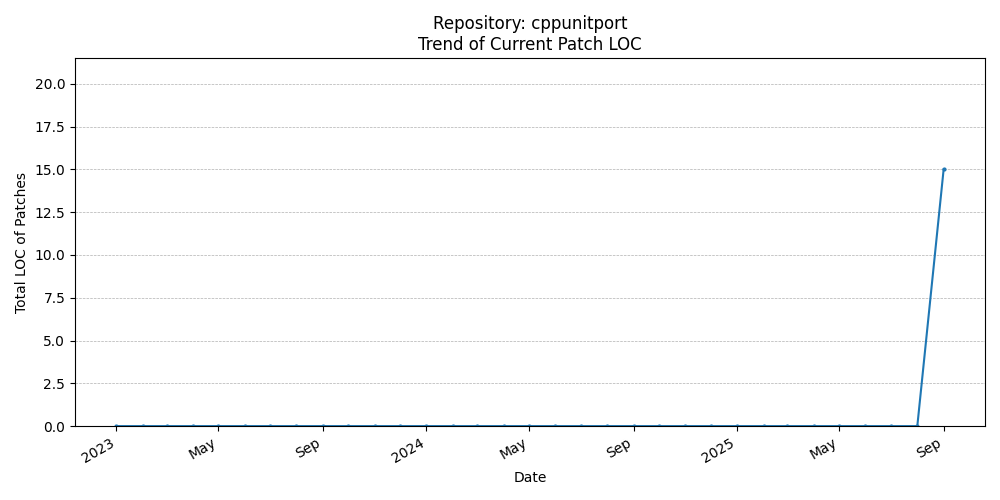 Repository: cppunitport
Trend of Current Patch LOC
Total LOC of Patches
20.0
17.5
15.0
12.5
10.0
7.5
5.0
2.5
0.0
2023
May
Sep
2024
May
Sep
2025
May
Sep
Date